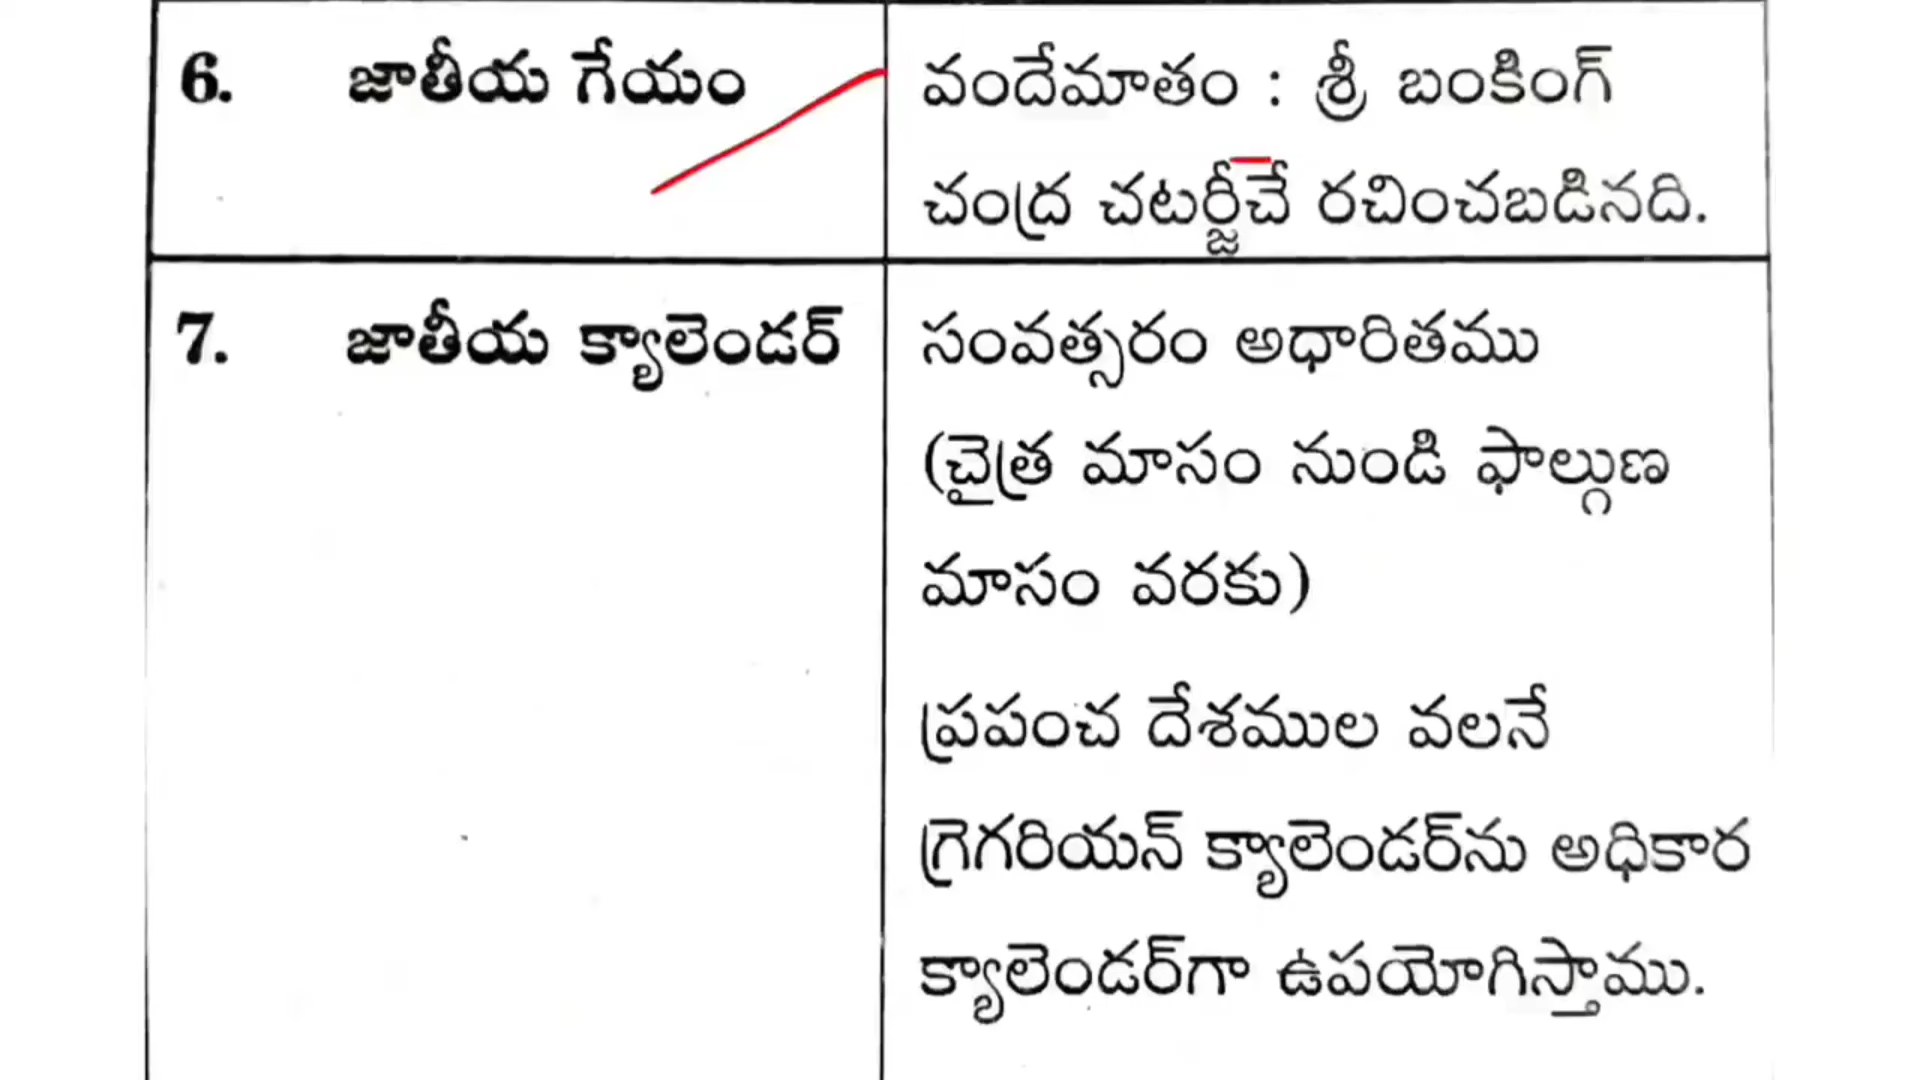 6. జాతీయ గేయం వందేమాతం : శ్రీ బంకింగ్
చంద్ర చటర్జీచే రచించబడినది.
7. జాతీయ క్యాలెండర్ సంవత్సరం అధారితము
(చైత్ర మాసం నుండి ఫాల్గుణ
మాసం వరకు)
ప్రపంచ దేశముల వలనే
గ్రెగరియన్ క్యాలెండర్‌ను అధికార
క్యాలెండర్‌గా ఉపయోగిస్తాము.